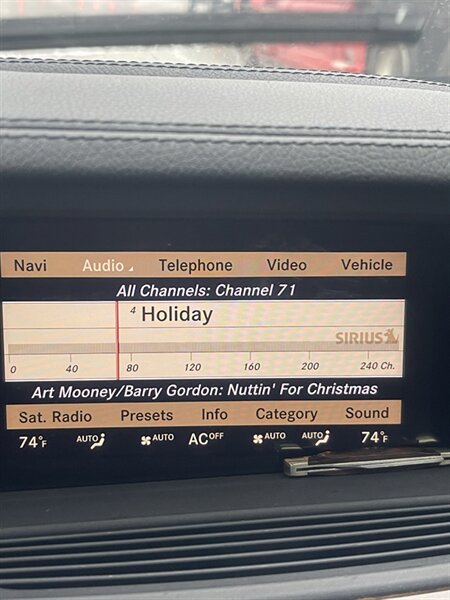 Navi Audio Telephone Video Vehicle
All Channels: Channel 71
4 Holiday
SIRIUS
0 40 80 120 160 200 240 Ch.
Art Mooney/Barry Gordon: Nuttin' For Christmas
Sat. Radio Presets Info Category Sound
74°F AUTO AUTO ACOFF AUTO AUTO 74°F